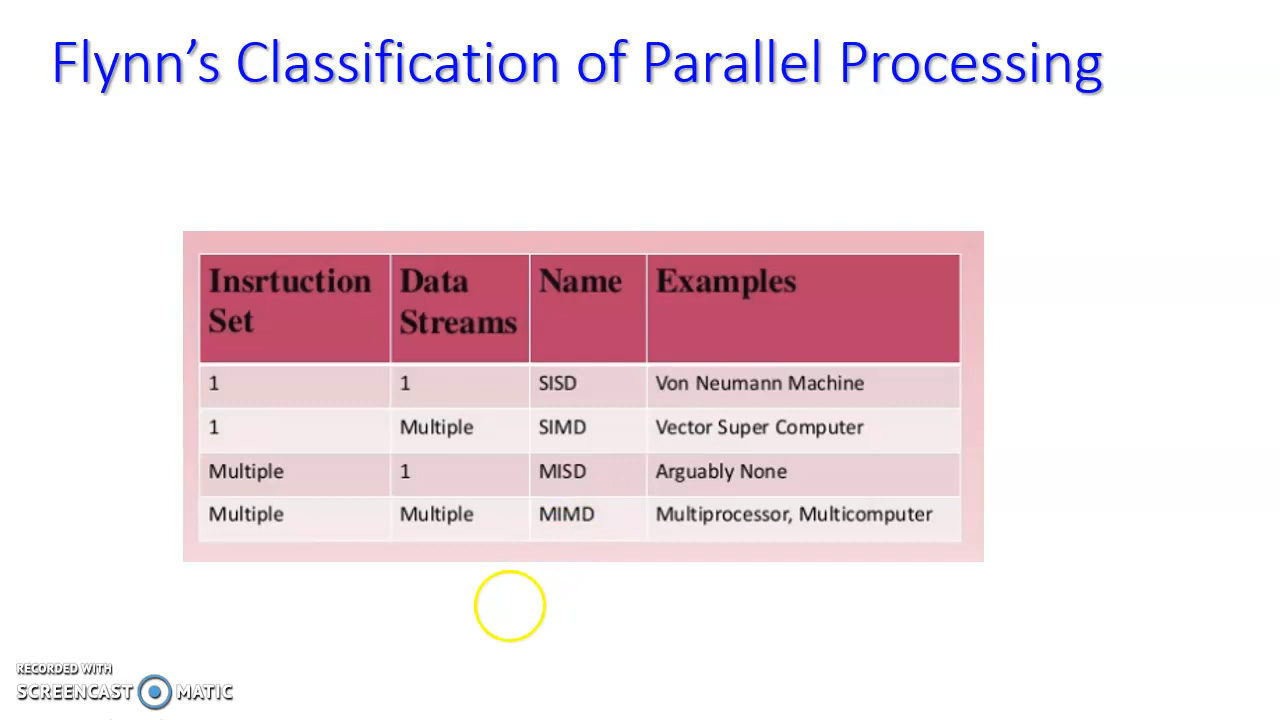 Flynn’s Classification of Parallel Processing
Insrtuction Set Data Streams Name Examples
1 1 SISD Von Neumann Machine
1 Multiple SIMD Vector Super Computer
Multiple 1 MISD Arguably None
Multiple Multiple MIMD Multiprocessor, Multicomputer
RECORDED WITH
SCREENCAST MATIC